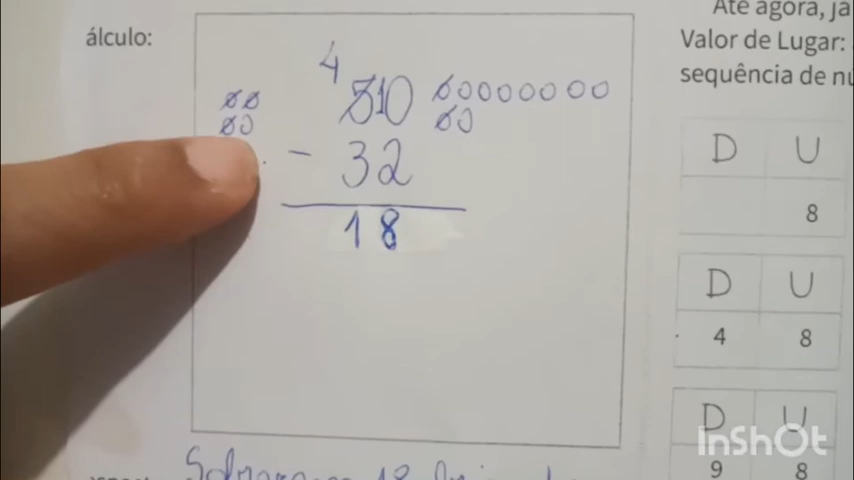 álculo:
4
510
- 32
18
Até agora, já
Valor de Lugar:
sequência de nú
D U
8
D U
4 8
D U
9 8
InShOt